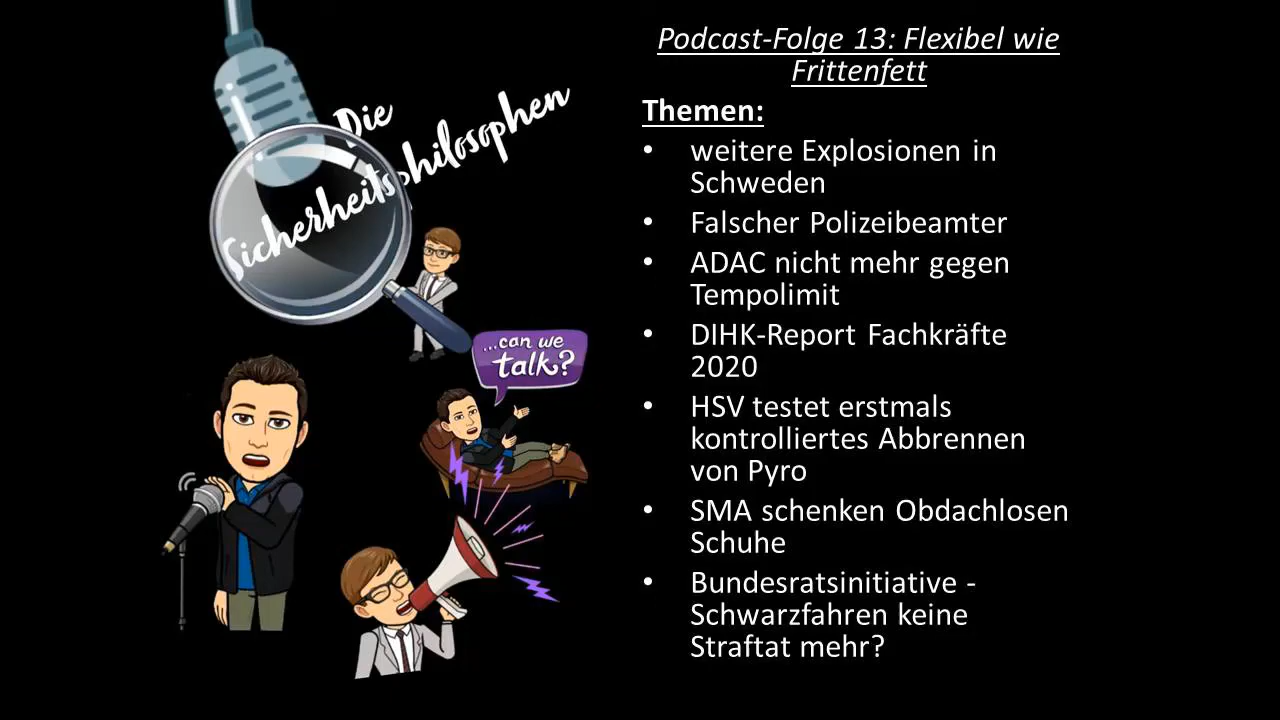 Die
Sicherheitsphilosophen
...can we
talk?
Podcast-Folge 13: Flexibel wie
Frittenfett
Themen:
• weitere Explosionen in
Schweden
• Falscher Polizeibeamter
• ADAC nicht mehr gegen
Tempolimit
• DIHK-Report Fachkräfte
2020
• HSV testet erstmals
kontrolliertes Abbrennen
von Pyro
• SMA schenken Obdachlosen
Schuhe
• Bundesratsinitiative -
Schwarzfahren keine
Straftat mehr?